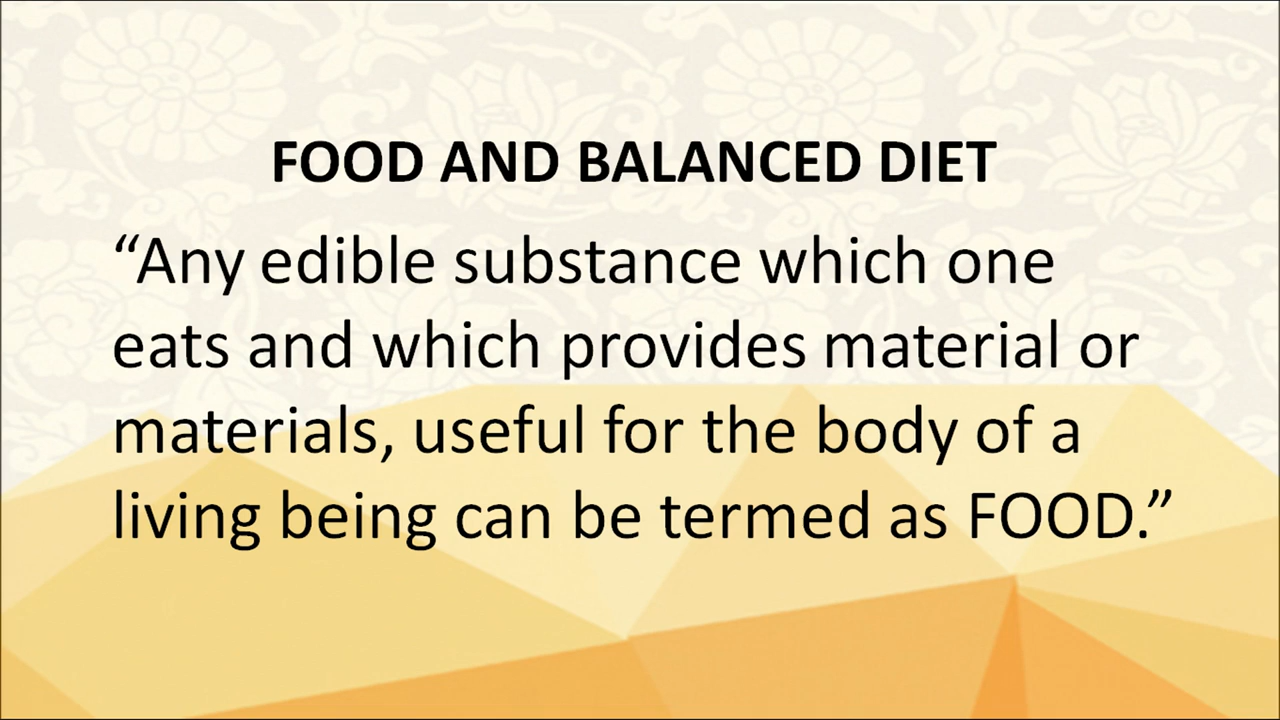 FOOD AND BALANCED DIET
“Any edible substance which one
eats and which provides material or
materials, useful for the body of a
living being can be termed as FOOD.”